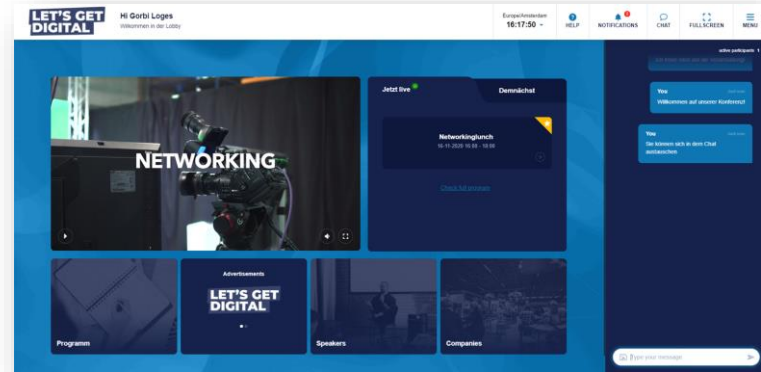 LET'S GET
DIGITAL
Hi Gorbi Loges
Willkommen in der Lobby
Europe/Amsterdam
16:17:50
HELP
NOTIFICATIONS
CHAT
FULLSCREEN
MENU
active participants: 1
Jetzt live
Demnächst
You
Willkommen auf unserer Konferenz!
NETWORKING
Networkinglunch
You
Sie können sich in dem Chat
austauschen
Check full program
Advertisements
LET'S GET
DIGITAL
Programm
Speakers
Companies
Type your message